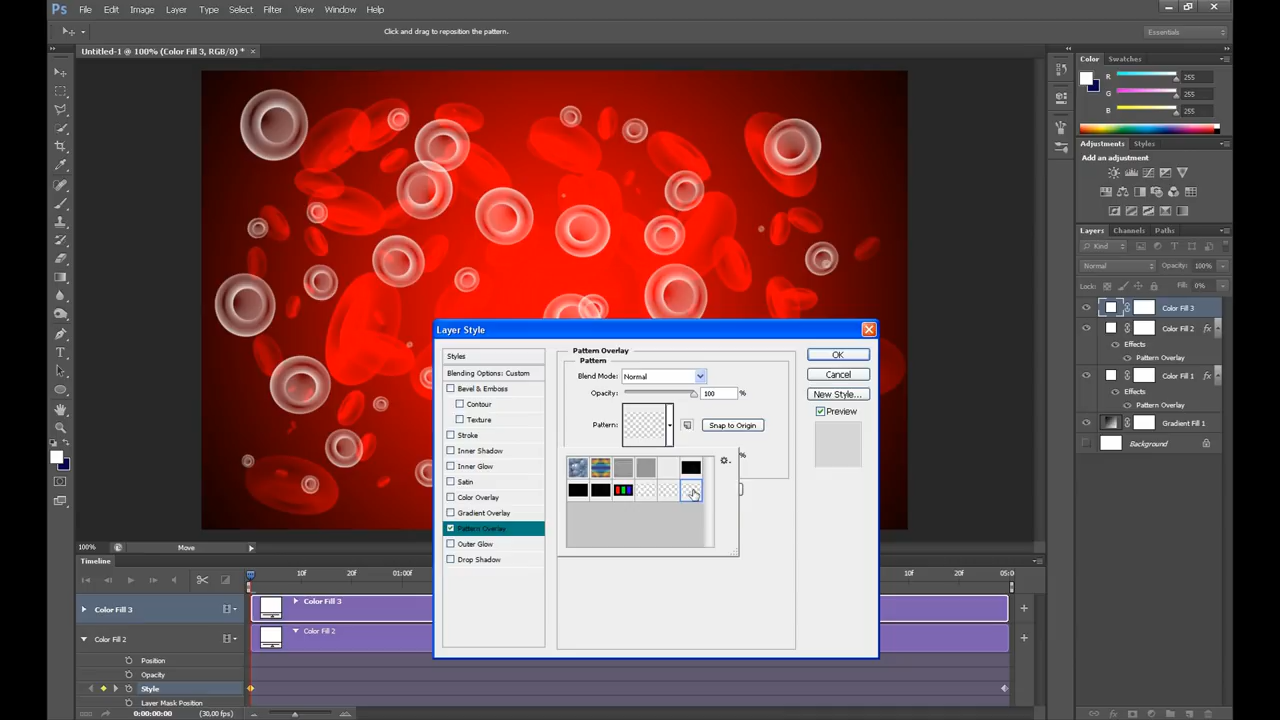 Ps File Edit Image Layer Type Select Filter View Window Help
Click and drag to reposition the pattern.
Essentials
Untitled-1 @ 100% (Color Fill 3, RGB/8) * ×
Color Swatches
R 255
G 255
B 255
Adjustments Styles
Add an adjustment
Layers Channels Paths
Kind
Normal Opacity: 100%
Lock: Fill: 0%
Color Fill 3
Color Fill 2 fx
Effects
Pattern Overlay
Color Fill 1 fx
Effects
Pattern Overlay
Gradient Fill 1
Background
Layer Style
Styles
Blending Options: Custom
Bevel & Emboss
Contour
Texture
Stroke
Inner Shadow
Inner Glow
Satin
Color Overlay
Gradient Overlay
Pattern Overlay
Outer Glow
Drop Shadow
Pattern Overlay
Pattern
Blend Mode: Normal
Opacity: 100 %
Pattern: Snap to Origin
%
OK
Cancel
New Style...
Preview
100% Move
Timeline
10f 20f 01:00f 10f 20f 05:0
Color Fill 3 Color Fill 3
Color Fill 2 Color Fill 2
Position
Opacity
Style
Layer Mask Position
0:00:00:00 (30,00 fps)